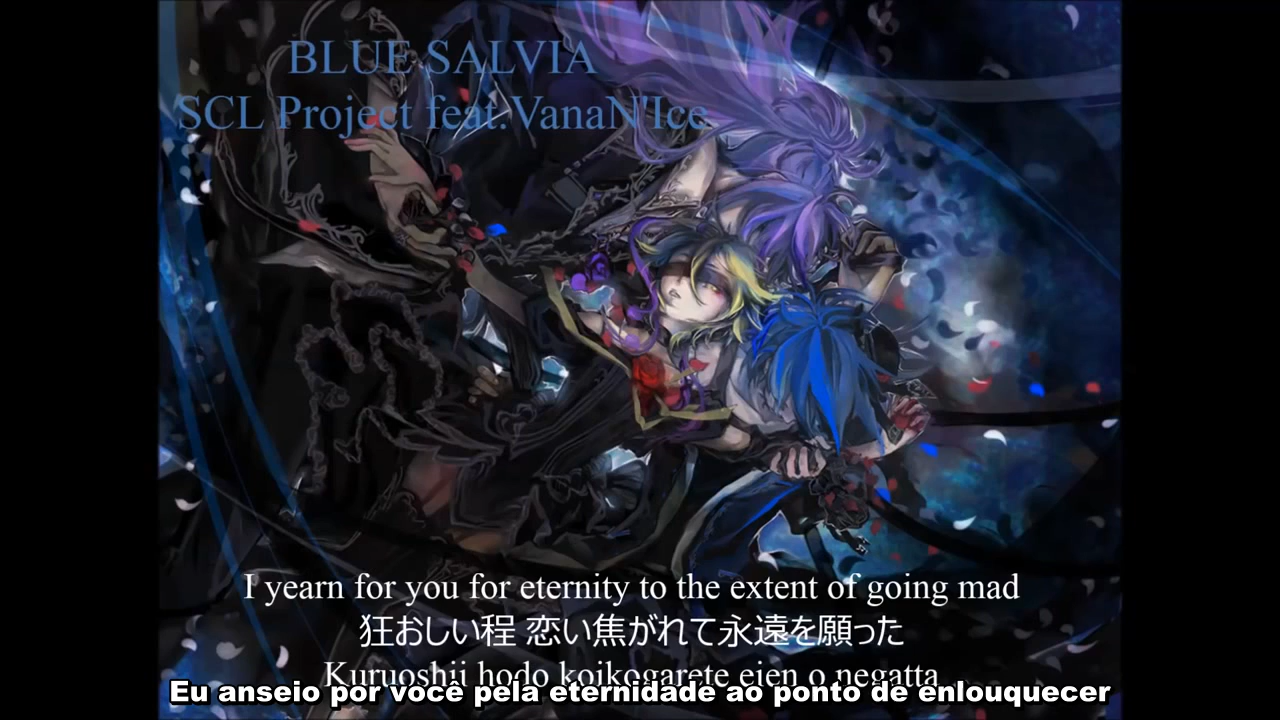 BLUE SALVIA
SCL Project feat.VanaN'Ice
I yearn for you for eternity to the extent of going mad
狂おしい程 恋い焦がれて永遠を願った
Kuruoshii hodo koikogarete eien o negatta
Eu anseio por você pela eternidade ao ponto de enlouquecer